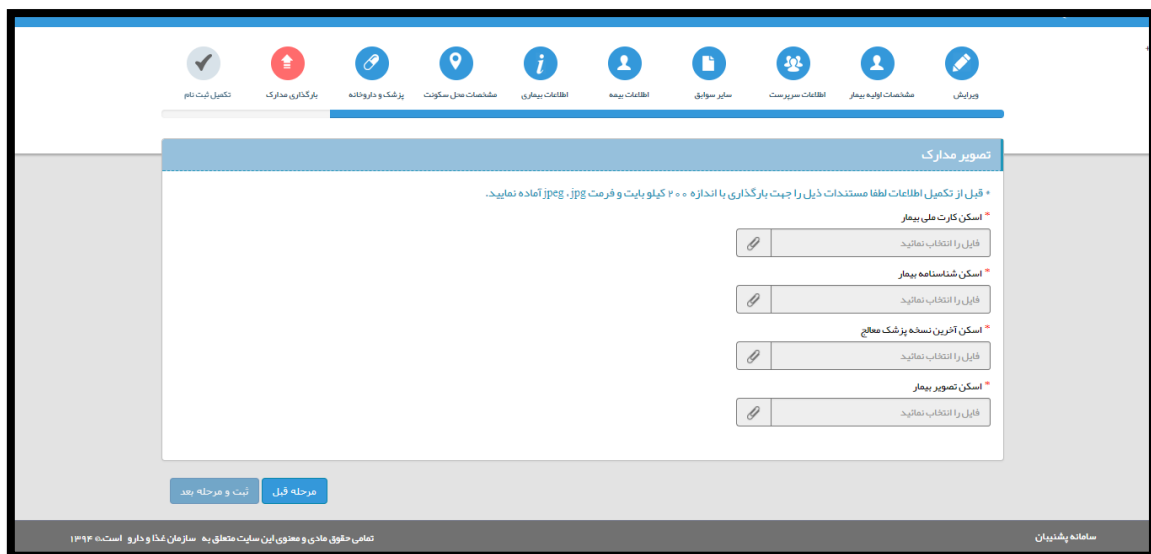 ویرایش
مشخصات اولیه بیمار
اطلاعات سرپرست
سایر سوابق
اطلاعات بیمه
اطلاعات بیماری
مشخصات محل سکونت
پزشک و داروخانه
بارگذاری مدارک
تکمیل ثبت نام
تصویر مدارک
* قبل از تکمیل اطلاعات لطفا مستندات ذیل را جهت بارگذاری با اندازه ۲۰۰ کیلو بایت و فرمت jpeg ، jpg آماده نمایید.
* اسکن کارت ملی بیمار
فایل را انتخاب نمائید
* اسکن شناسنامه بیمار
فایل را انتخاب نمائید
* اسکن آخرین نسخه پزشک معالج
فایل را انتخاب نمائید
* اسکن تصویر بیمار
فایل را انتخاب نمائید
مرحله قبل
ثبت و مرحله بعد
سامانه پشتیبان
تمامی حقوق مادی و معنوی این سایت متعلق به سازمان غذا و دارو است.© ۱۳۹۴